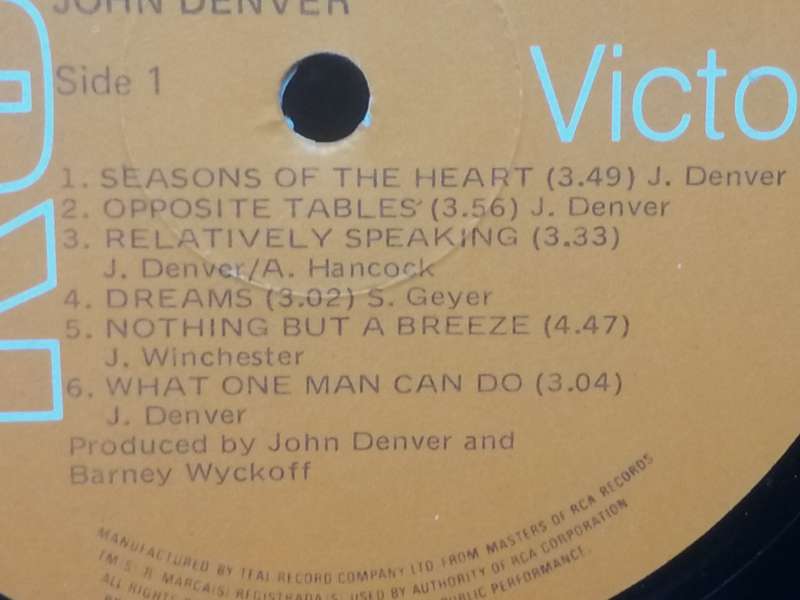 JOHN DENVER
Side 1
Victo
1. SEASONS OF THE HEART (3.49) J. Denver
2. OPPOSITE TABLES (3.56) J. Denver
3. RELATIVELY SPEAKING (3.33)
J. Denver/A. Hancock
4. DREAMS (3.02) S. Geyer
5. NOTHING BUT A BREEZE (4.47)
J. Winchester
6. WHAT ONE MAN CAN DO (3.04)
J. Denver
Produced by John Denver and
Barney Wyckoff
MANUFACTURED BY TEAL RECORD COMPANY LTD. FROM MASTERS OF RCA RECORDS
TM(S) ® MARCA(S) REGISTRADA(S). USED BY AUTHORITY OF RCA CORPORATION
ALL RIGHTS PUBLIC PERFORMANCE.